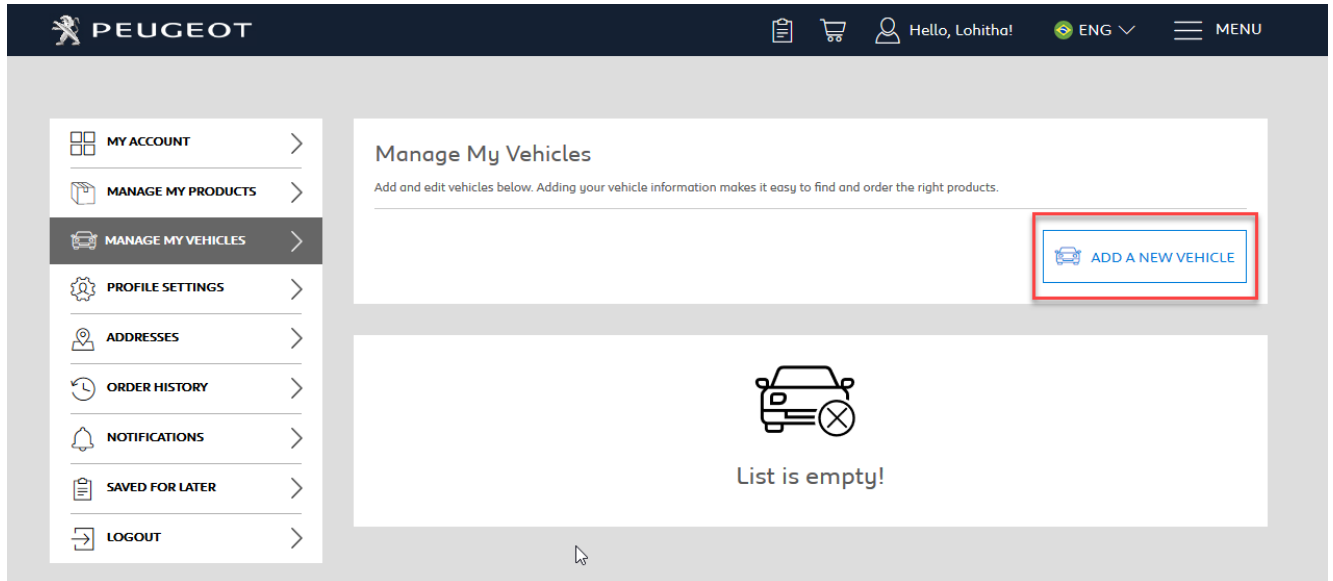 PEUGEOT
Hello, Lohitha!
ENG
MENU
MY ACCOUNT
MANAGE MY PRODUCTS
MANAGE MY VEHICLES
PROFILE SETTINGS
ADDRESSES
ORDER HISTORY
NOTIFICATIONS
SAVED FOR LATER
LOGOUT
Manage My Vehicles
Add and edit vehicles below. Adding your vehicle information makes it easy to find and order the right products.
ADD A NEW VEHICLE
List is empty!